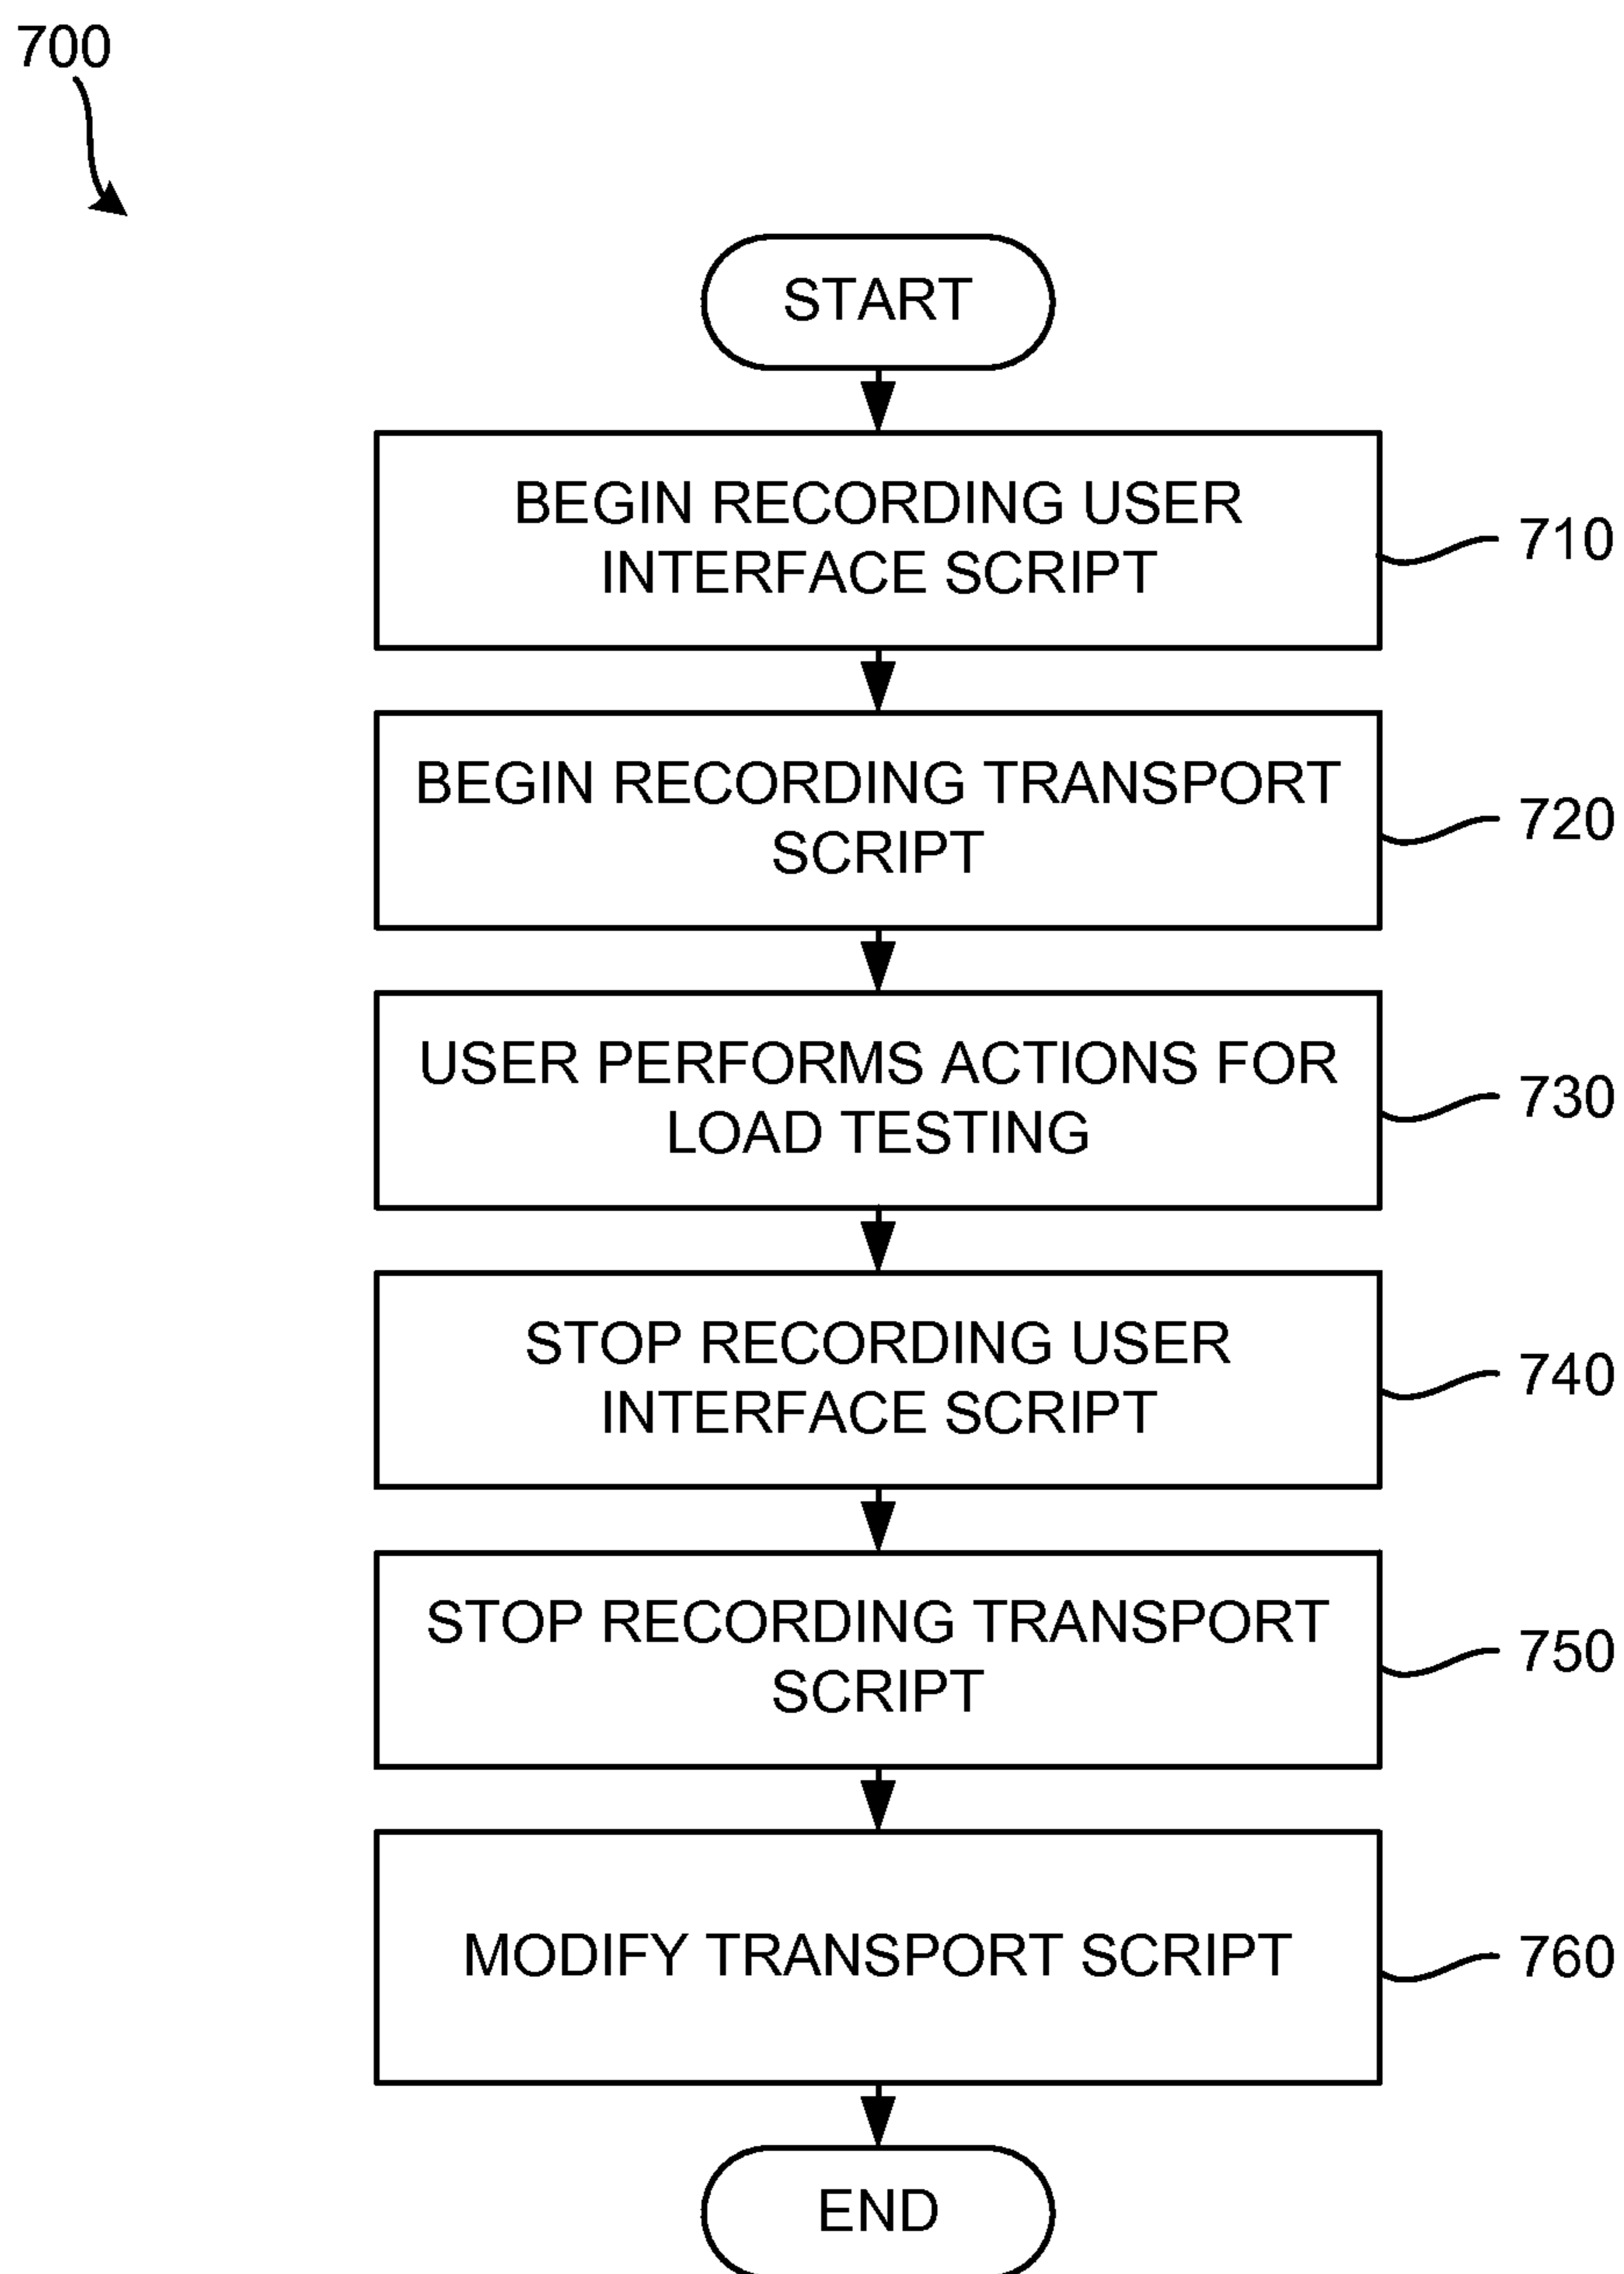 700
START
BEGIN RECORDING USER
INTERFACE SCRIPT
710
BEGIN RECORDING TRANSPORT
SCRIPT
720
USER PERFORMS ACTIONS FOR
LOAD TESTING
730
STOP RECORDING USER
INTERFACE SCRIPT
740
STOP RECORDING TRANSPORT
SCRIPT
750
MODIFY TRANSPORT SCRIPT
760
END